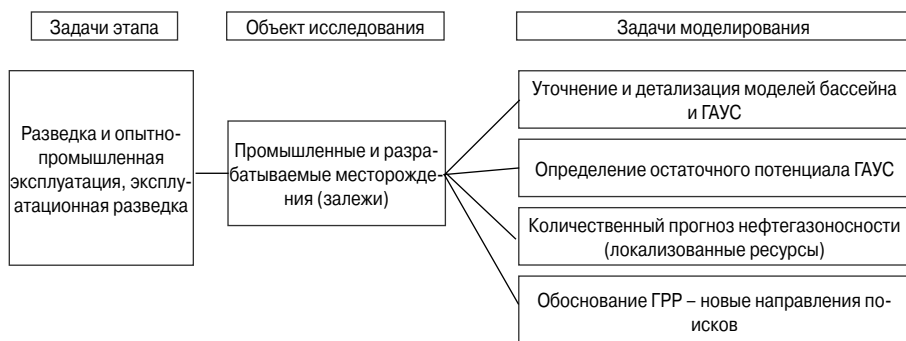 Задачи этапа
Объект исследования
Задачи моделирования
Разведка и опытно-
промышленная
эксплуатация, эксплу-
атационная разведка
Промышленные и разра-
батываемые месторожде-
ния (залежи)
Уточнение и детализация моделей бассейна
и ГАУС
Определение остаточного потенциала ГАУС
Количественный прогноз нефтегазоносности
(локализованные ресурсы)
Обоснование ГРР – новые направления по-
исков